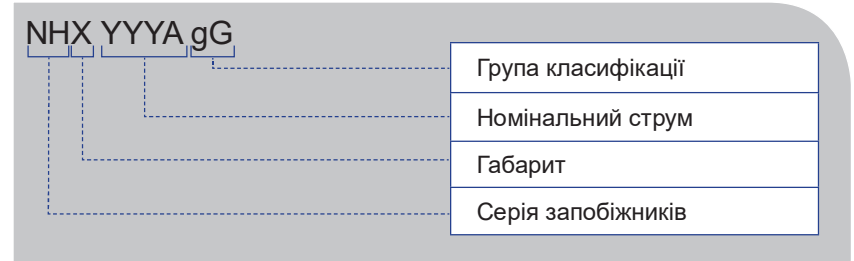 NHX YYYA gG
Група класифікації
Номінальний струм
Габарит
Серія запобіжників